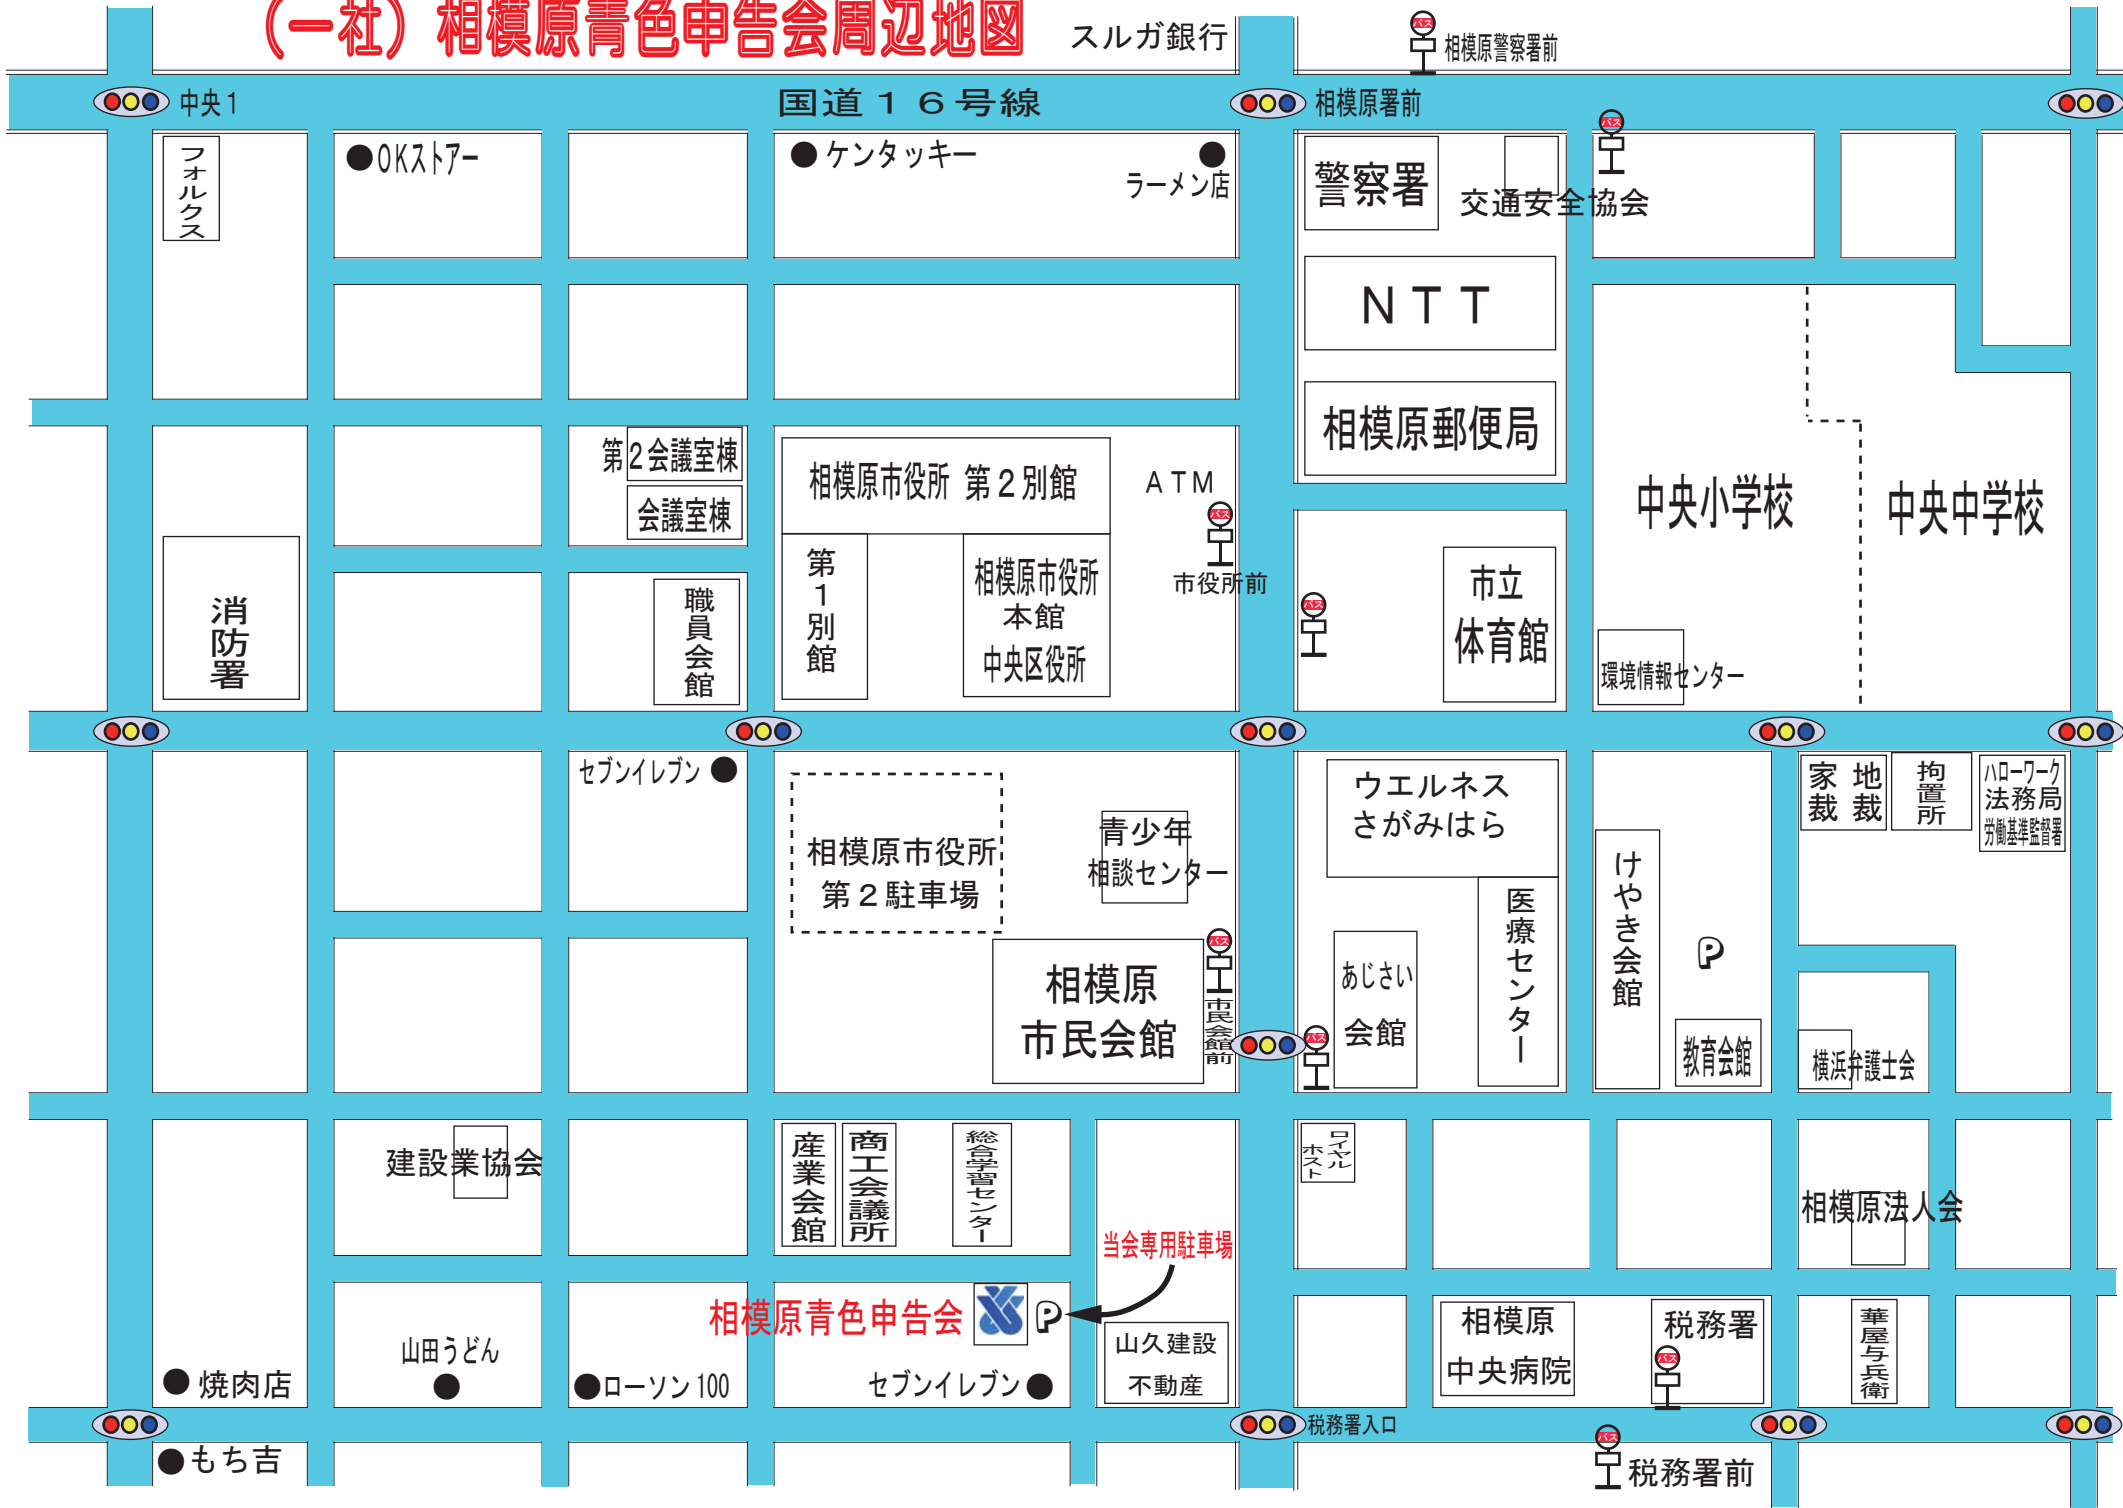 （一社）相模原青色申告会周辺地図
スルガ銀行
バス
相模原警察署前
中央１
国道１６号線
相模原署前
バス
フォルクス
OKストアー
ケンタッキー
ラーメン店
警察署
交通安全協会
ＮＴＴ
相模原郵便局
第２会議室棟
会議室棟
相模原市役所 第２別館
ＡＴＭ
バス
市役所前
中央小学校
中央中学校
消防署
職員会館
第１別館
相模原市役所
本館
中央区役所
バス
市立
体育館
環境情報センター
セブンイレブン
相模原市役所
第２駐車場
青少年
相談センター
ウエルネス
さがみはら
家裁
地裁
拘置所
ハローワーク
法務局
労働基準監督署
けやき会館
医療センター
あじさい
会館
P
相模原
市民会館
バス
市民会館前
バス
教育会館
横浜弁護士会
建設業協会
産業会館
商工会議所
総合学習センター
ロイヤル
ホスト
相模原法人会
当会専用駐車場
相模原青色申告会
P
山久建設
不動産
相模原
中央病院
税務署
バス
華屋与兵衛
焼肉店
山田うどん
ローソン100
セブンイレブン
税務署入口
もち吉
バス
税務署前